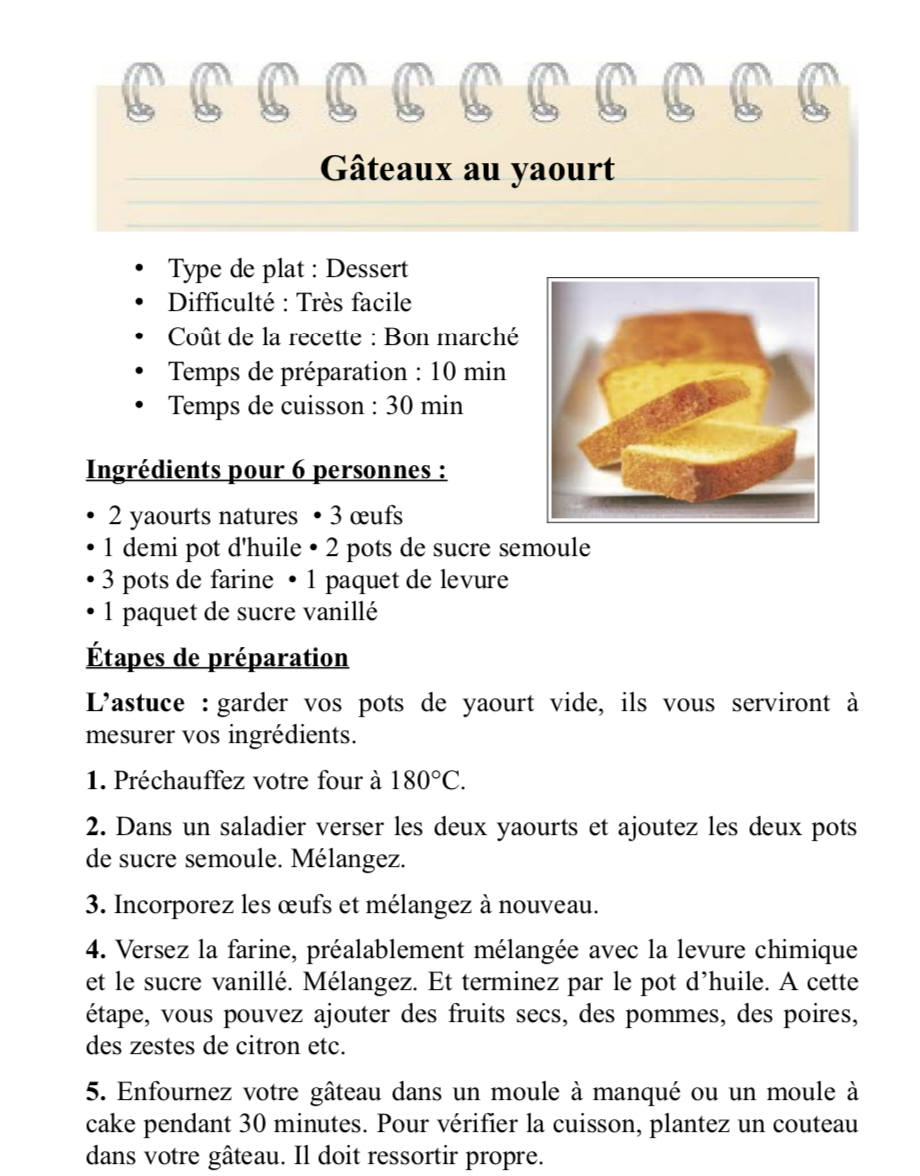 Gâteaux au yaourt
• Type de plat : Dessert
• Difficulté : Très facile
• Coût de la recette : Bon marché
• Temps de préparation : 10 min
• Temps de cuisson : 30 min
Ingrédients pour 6 personnes :
• 2 yaourts natures • 3 œufs
• 1 demi pot d'huile • 2 pots de sucre semoule
• 3 pots de farine • 1 paquet de levure
• 1 paquet de sucre vanillé
Étapes de préparation
L’astuce : garder vos pots de yaourt vide, ils vous serviront à
mesurer vos ingrédients.
1. Préchauffez votre four à 180°C.
2. Dans un saladier verser les deux yaourts et ajoutez les deux pots
de sucre semoule. Mélangez.
3. Incorporez les œufs et mélangez à nouveau.
4. Versez la farine, préalablement mélangée avec la levure chimique
et le sucre vanillé. Mélangez. Et terminez par le pot d’huile. A cette
étape, vous pouvez ajouter des fruits secs, des pommes, des poires,
des zestes de citron etc.
5. Enfournez votre gâteau dans un moule à manqué ou un moule à
cake pendant 30 minutes. Pour vérifier la cuisson, plantez un couteau
dans votre gâteau. Il doit ressortir propre.